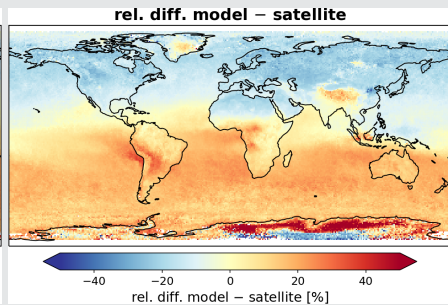 rel. diff. model − satellite
−40 −20 0 20 40
rel. diff. model − satellite [%]